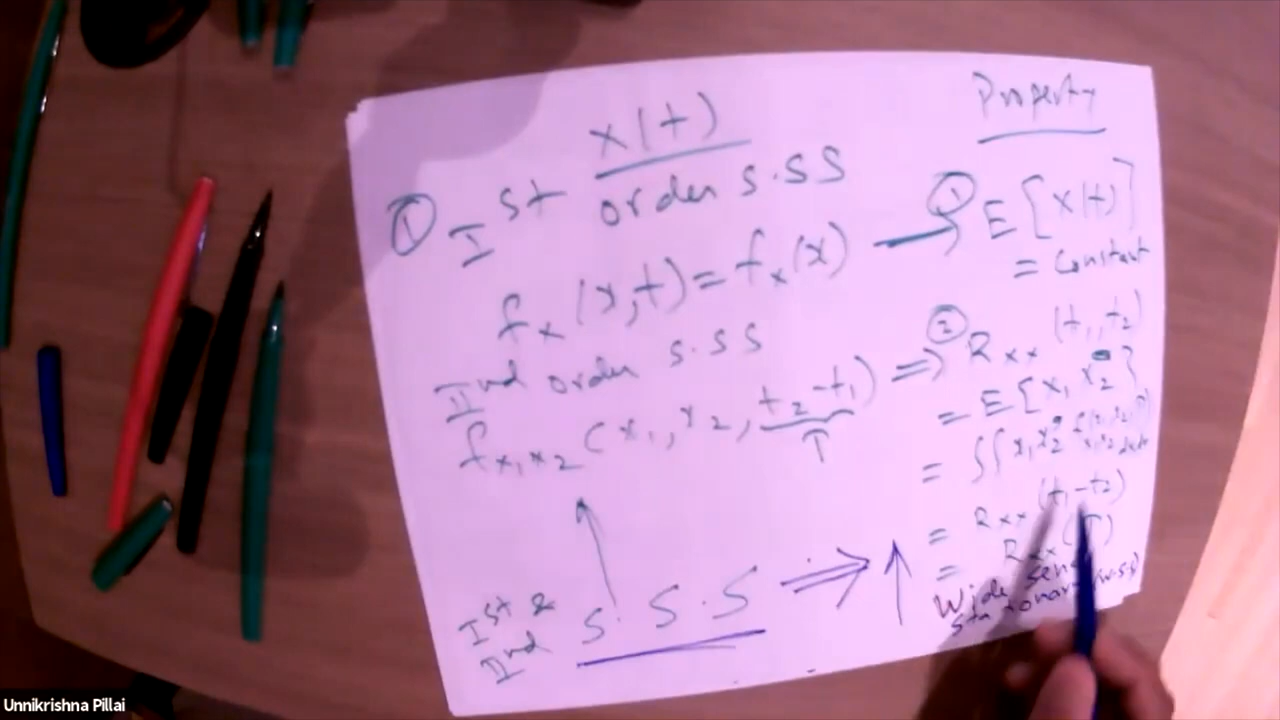 x(t)
① Ist order S.SS
fx(x,t) = fx(x) →
IInd order S.SS
fx₁x₂(x₁,x₂, t₂-t₁) ⇒
τ
Ist &
IInd
S.S.S ⇒ ↑
Property
① E[x(t)]
= Constant
② Rxx(t₁,t₂)
= E[x₁ x₂*]
= ∫∫ x₁x₂*
= Rxx(t₁-t₂)
= Rxx(τ)
Wide Sense
Stationary (W.S.S)
Unnikrishna Pillai